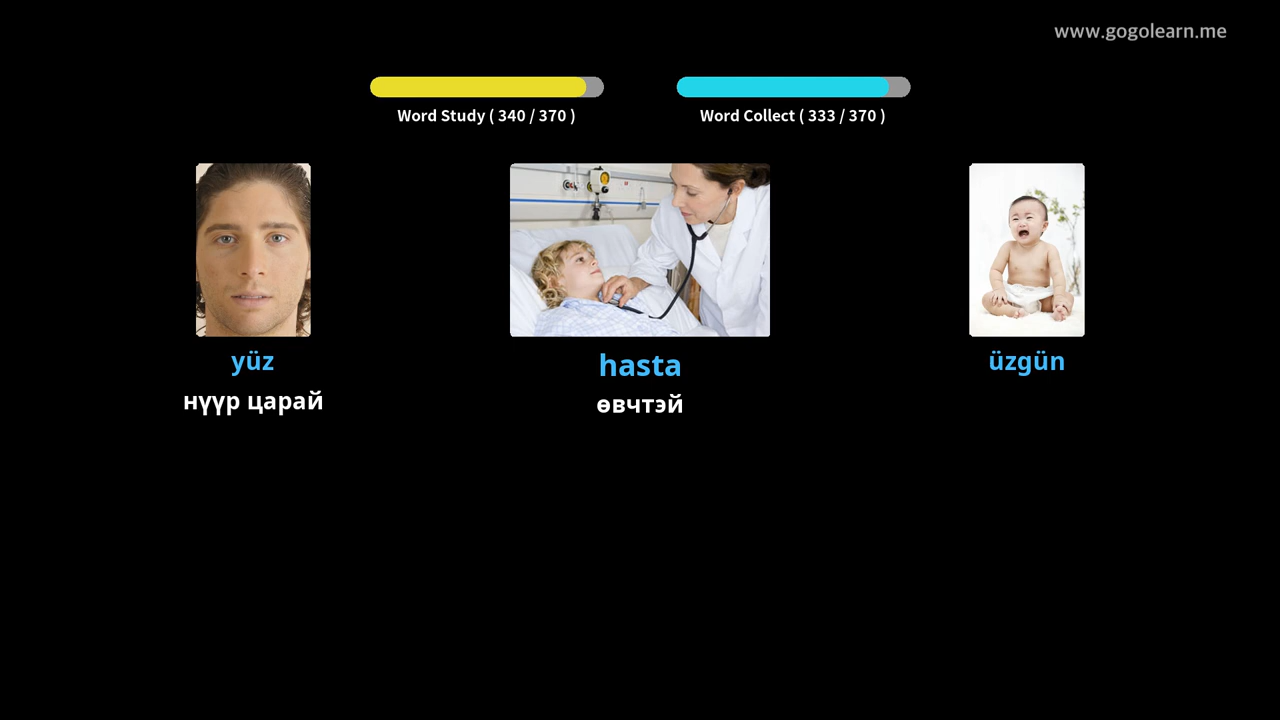 www.gogolearn.me
Word Study ( 340 / 370 )
Word Collect ( 333 / 370 )
yüz
hasta
üzgün
нүүр царай
өвчтэй